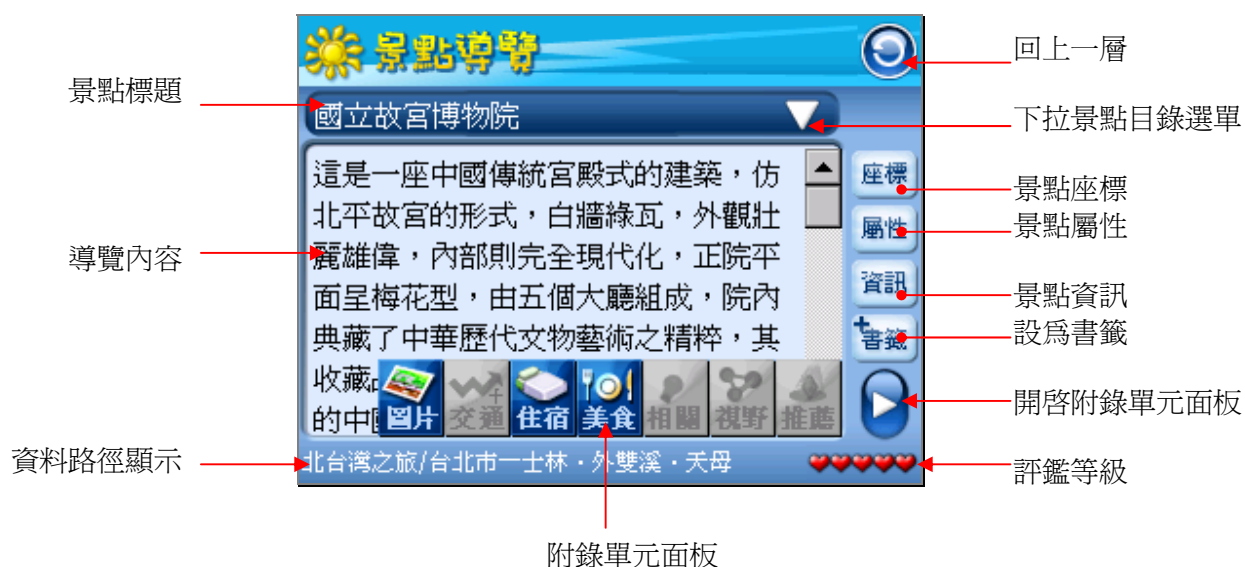 景點導覽
回上一層
景點標題
國立故宮博物院
下拉景點目錄選單
這是一座中國傳統宮殿式的建築，仿
北平故宮的形式，白牆綠瓦，外觀壯
麗雄偉，內部則完全現代化，正院平
面呈梅花型，由五個大廳組成，院內
典藏了中華歷代文物藝術之精粹，其
收藏
的中
導覽內容
座標
景點座標
屬性
景點屬性
資訊
景點資訊
書籤
設為書籤
圖片
交通
住宿
美食
相關
視野
推薦
開啟附錄單元面板
資料路徑顯示
北台灣之旅/台北市一士林．外雙溪．天母
評鑑等級
附錄單元面板